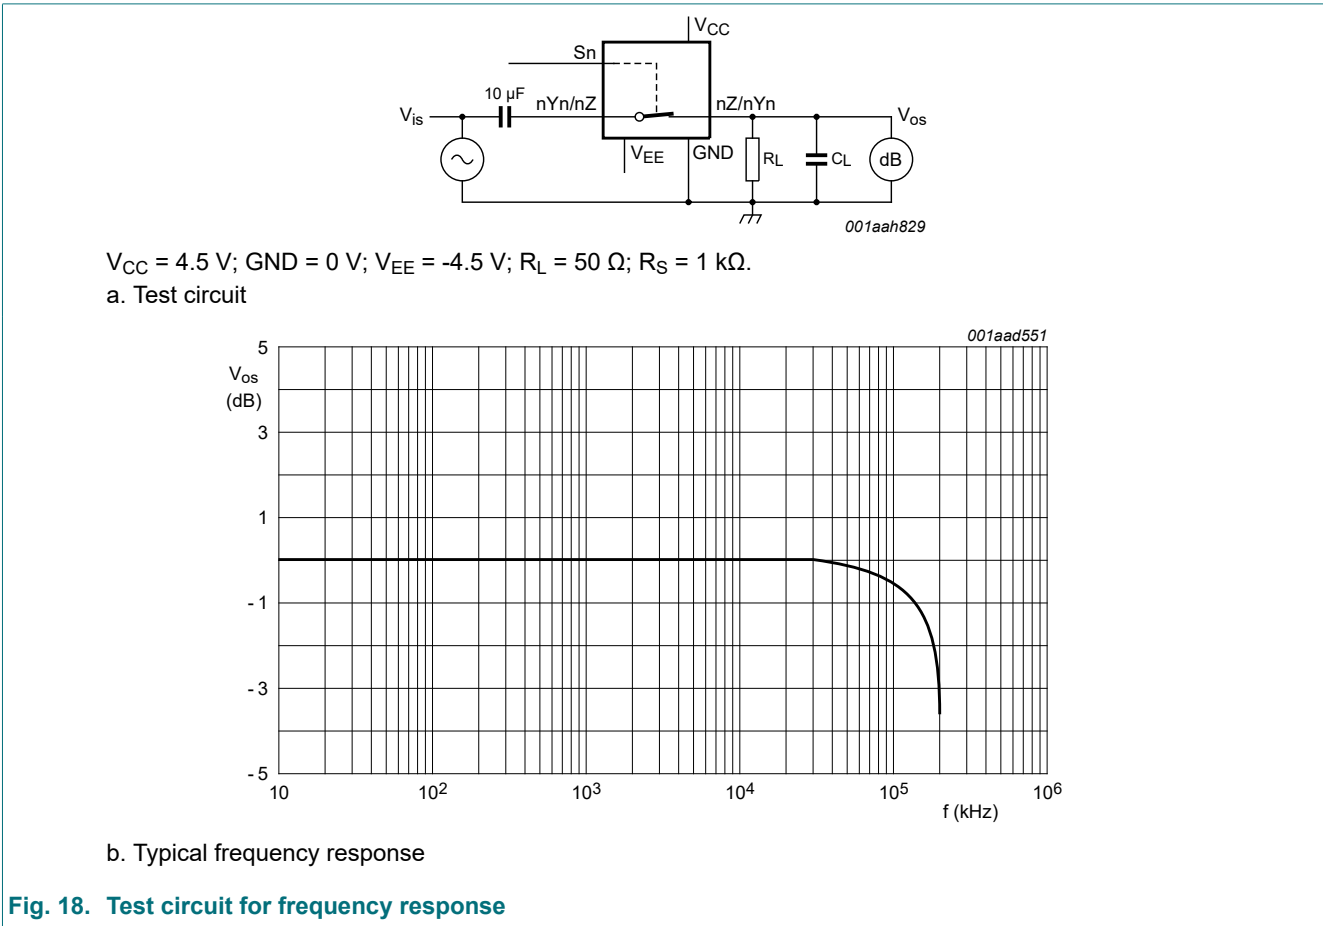 VCC
Sn
10 µF
nYn/nZ
nZ/nYn
Vis
Vos
VEE
GND
RL
CL
dB
001aah829
VCC = 4.5 V; GND = 0 V; VEE = -4.5 V; RL = 50 Ω; RS = 1 kΩ.
a. Test circuit
001aad551
5
Vos
(dB)
3
1
- 1
- 3
- 5
10
10²
10³
10⁴
10⁵
10⁶
f (kHz)
b. Typical frequency response
Fig. 18. Test circuit for frequency response